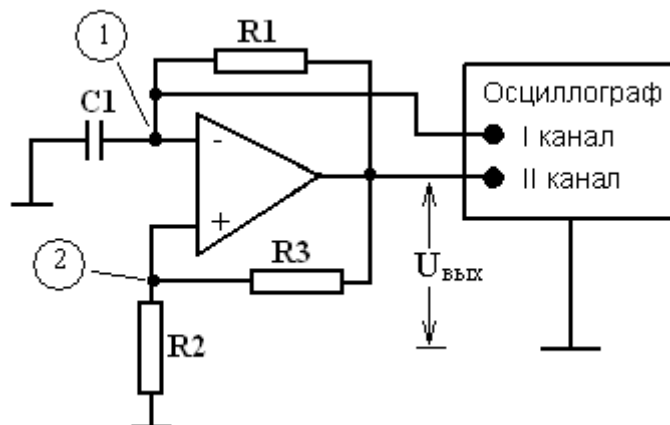 1
R1
C1
Осциллограф
I канал
II канал
-
+
2
R3
Uвых
R2